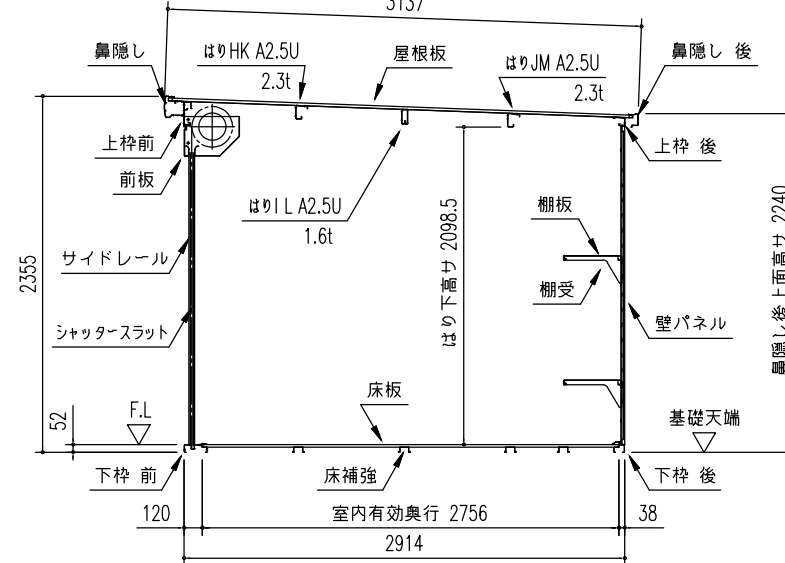 3137
鼻隠し
はりHK A2.5U
2.3t
屋根板
はりJM A2.5U
2.3t
鼻隠し 後
上枠前
前板
上枠 後
はりI L A2.5U
1.6t
はり下高サ 2098.5
棚板
棚受
鼻隠し後上面高サ 2240
2355
サイドレール
シャッタースラット
壁パネル
床板
52
F.L
基礎天端
下枠 前
床補強
下枠 後
120
室内有効奥行 2756
38
2914